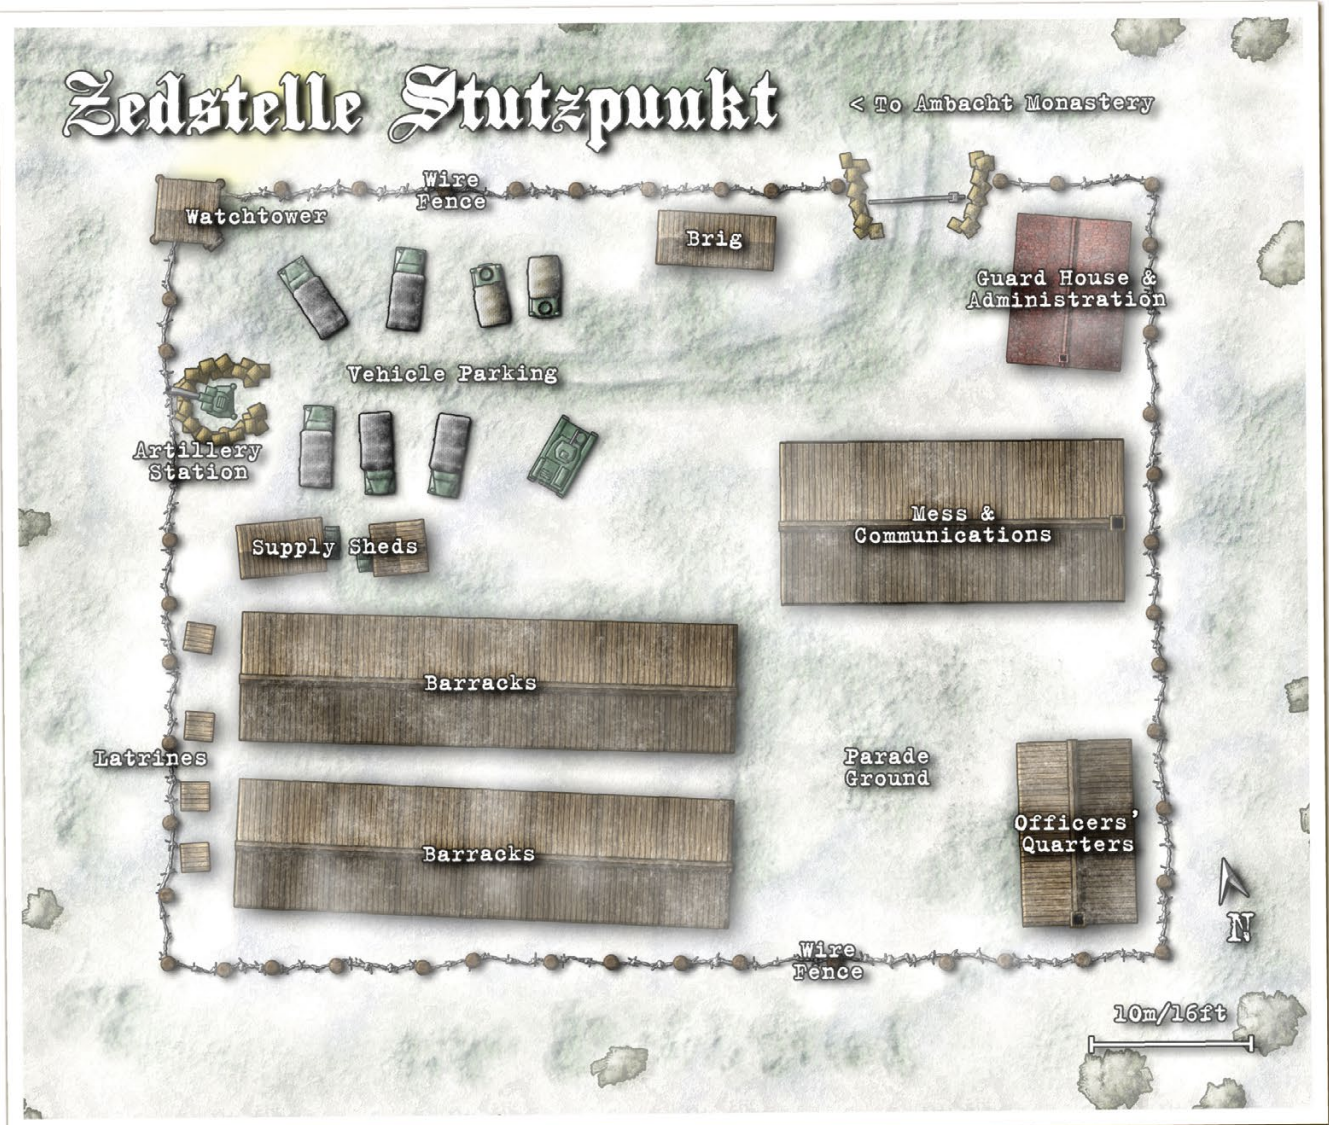 Zedstelle Stutzpunkt
< To Ambacht Monastery
Wire
Fence
Watchtower
Brig
Guard House &
Administration
Vehicle Parking
Artillery
Station
Mess &
Communications
Supply Sheds
Barracks
Latrines
Parade
Ground
Officers'
Quarters
Barracks
N
Wire
Fence
10m/16ft